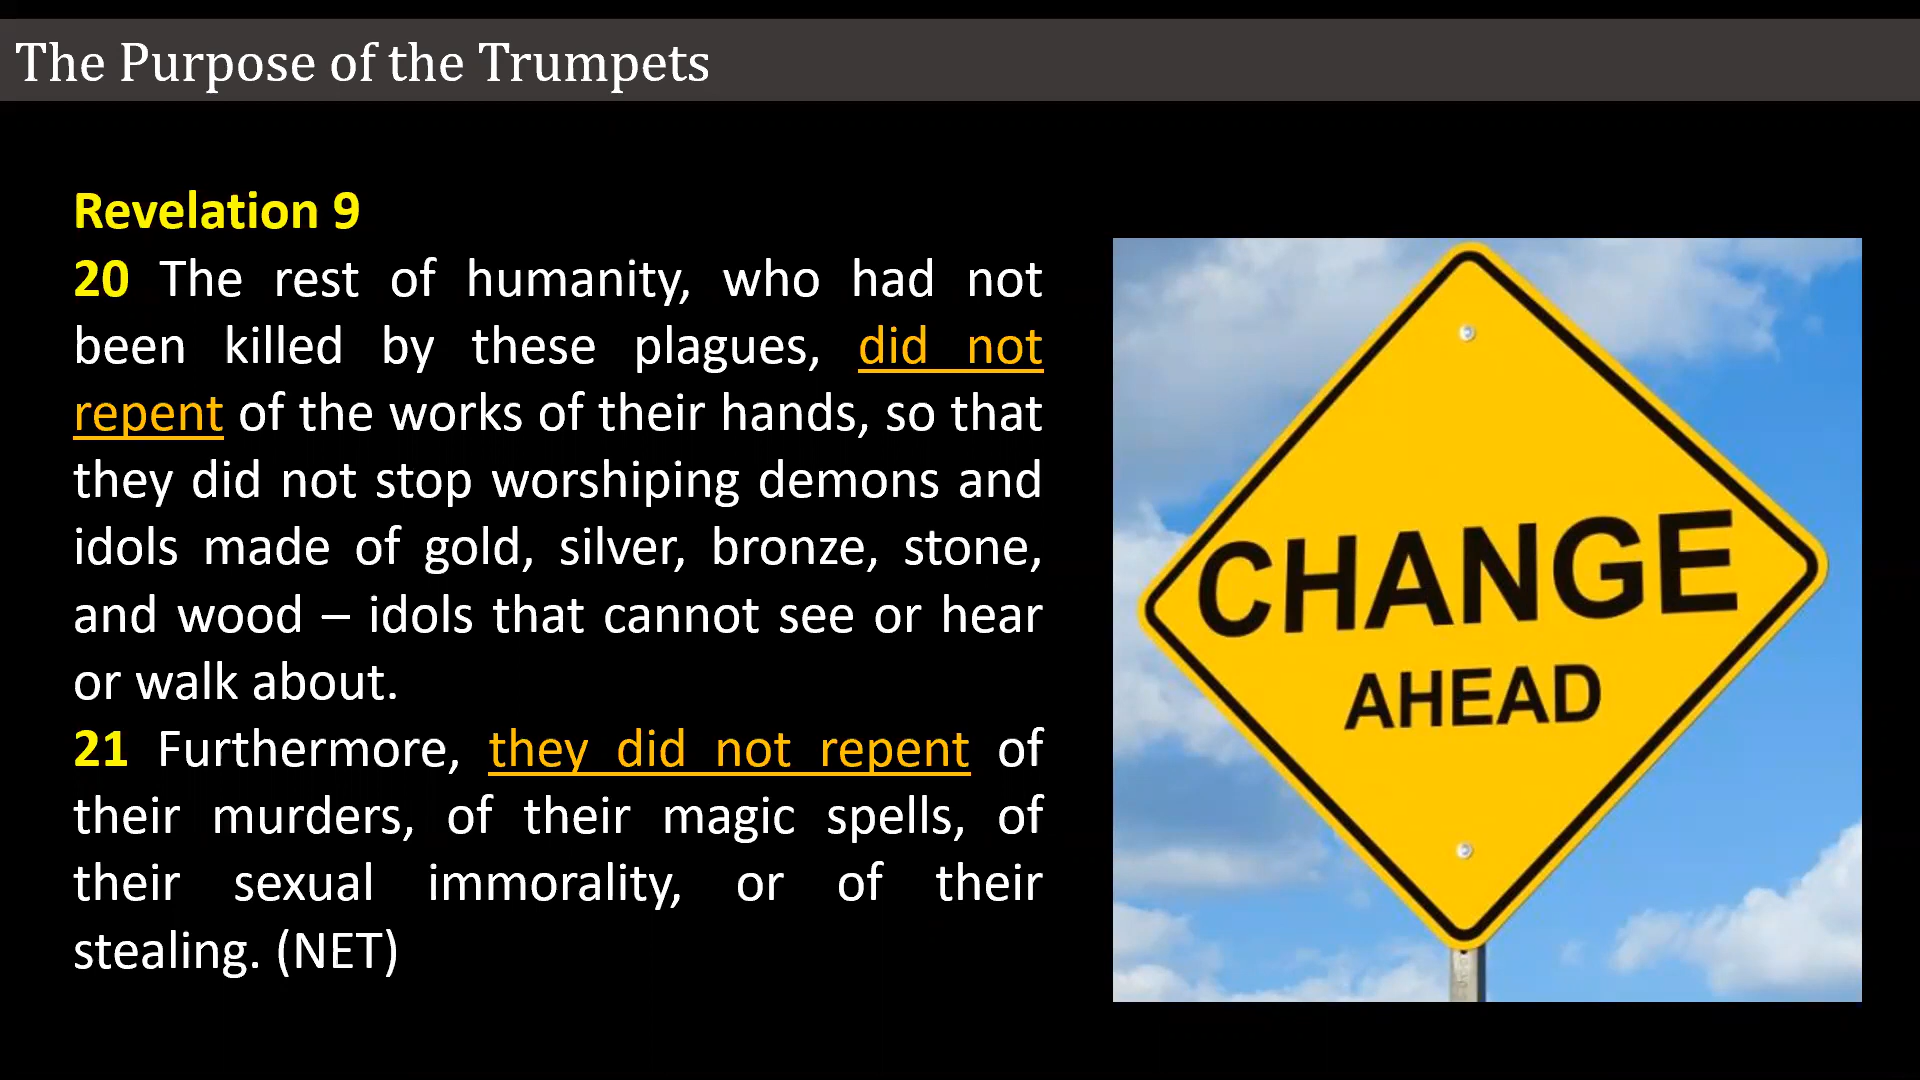 The Purpose of the Trumpets
Revelation 9
20 The rest of humanity, who had not
been killed by these plagues, did not
repent of the works of their hands, so that
they did not stop worshiping demons and
idols made of gold, silver, bronze, stone,
and wood – idols that cannot see or hear
or walk about.
21 Furthermore, they did not repent of
their murders, of their magic spells, of
their sexual immorality, or of their
stealing. (NET)
CHANGE
AHEAD